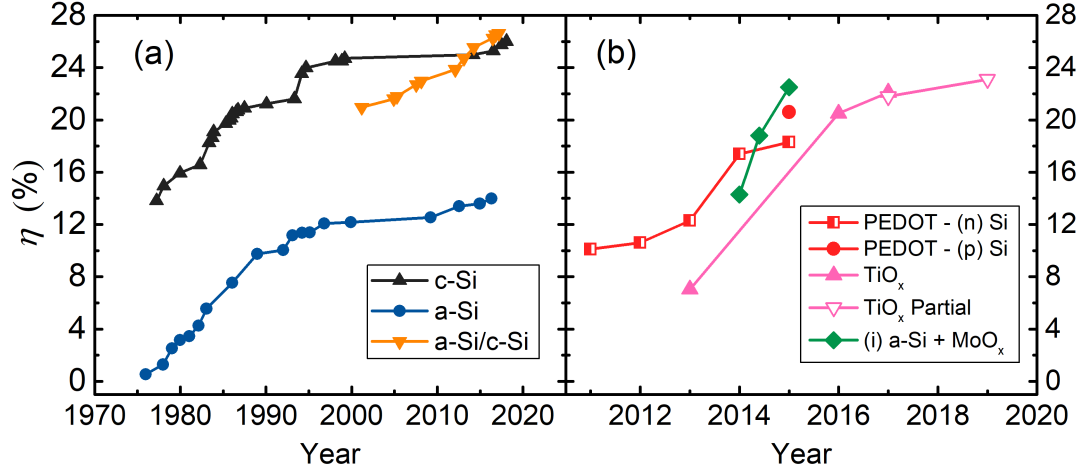 (a)
28
24
20
16
12
8
4
0
η (%)
c-Si
a-Si
a-Si/c-Si
1970 1980 1990 2000 2010 2020
Year
(b)
28
24
20
16
12
8
4
0
PEDOT - (n) Si
PEDOT - (p) Si
TiOₓ
TiOₓ Partial
(i) a-Si + MoOₓ
2012 2014 2016 2018 2020
Year